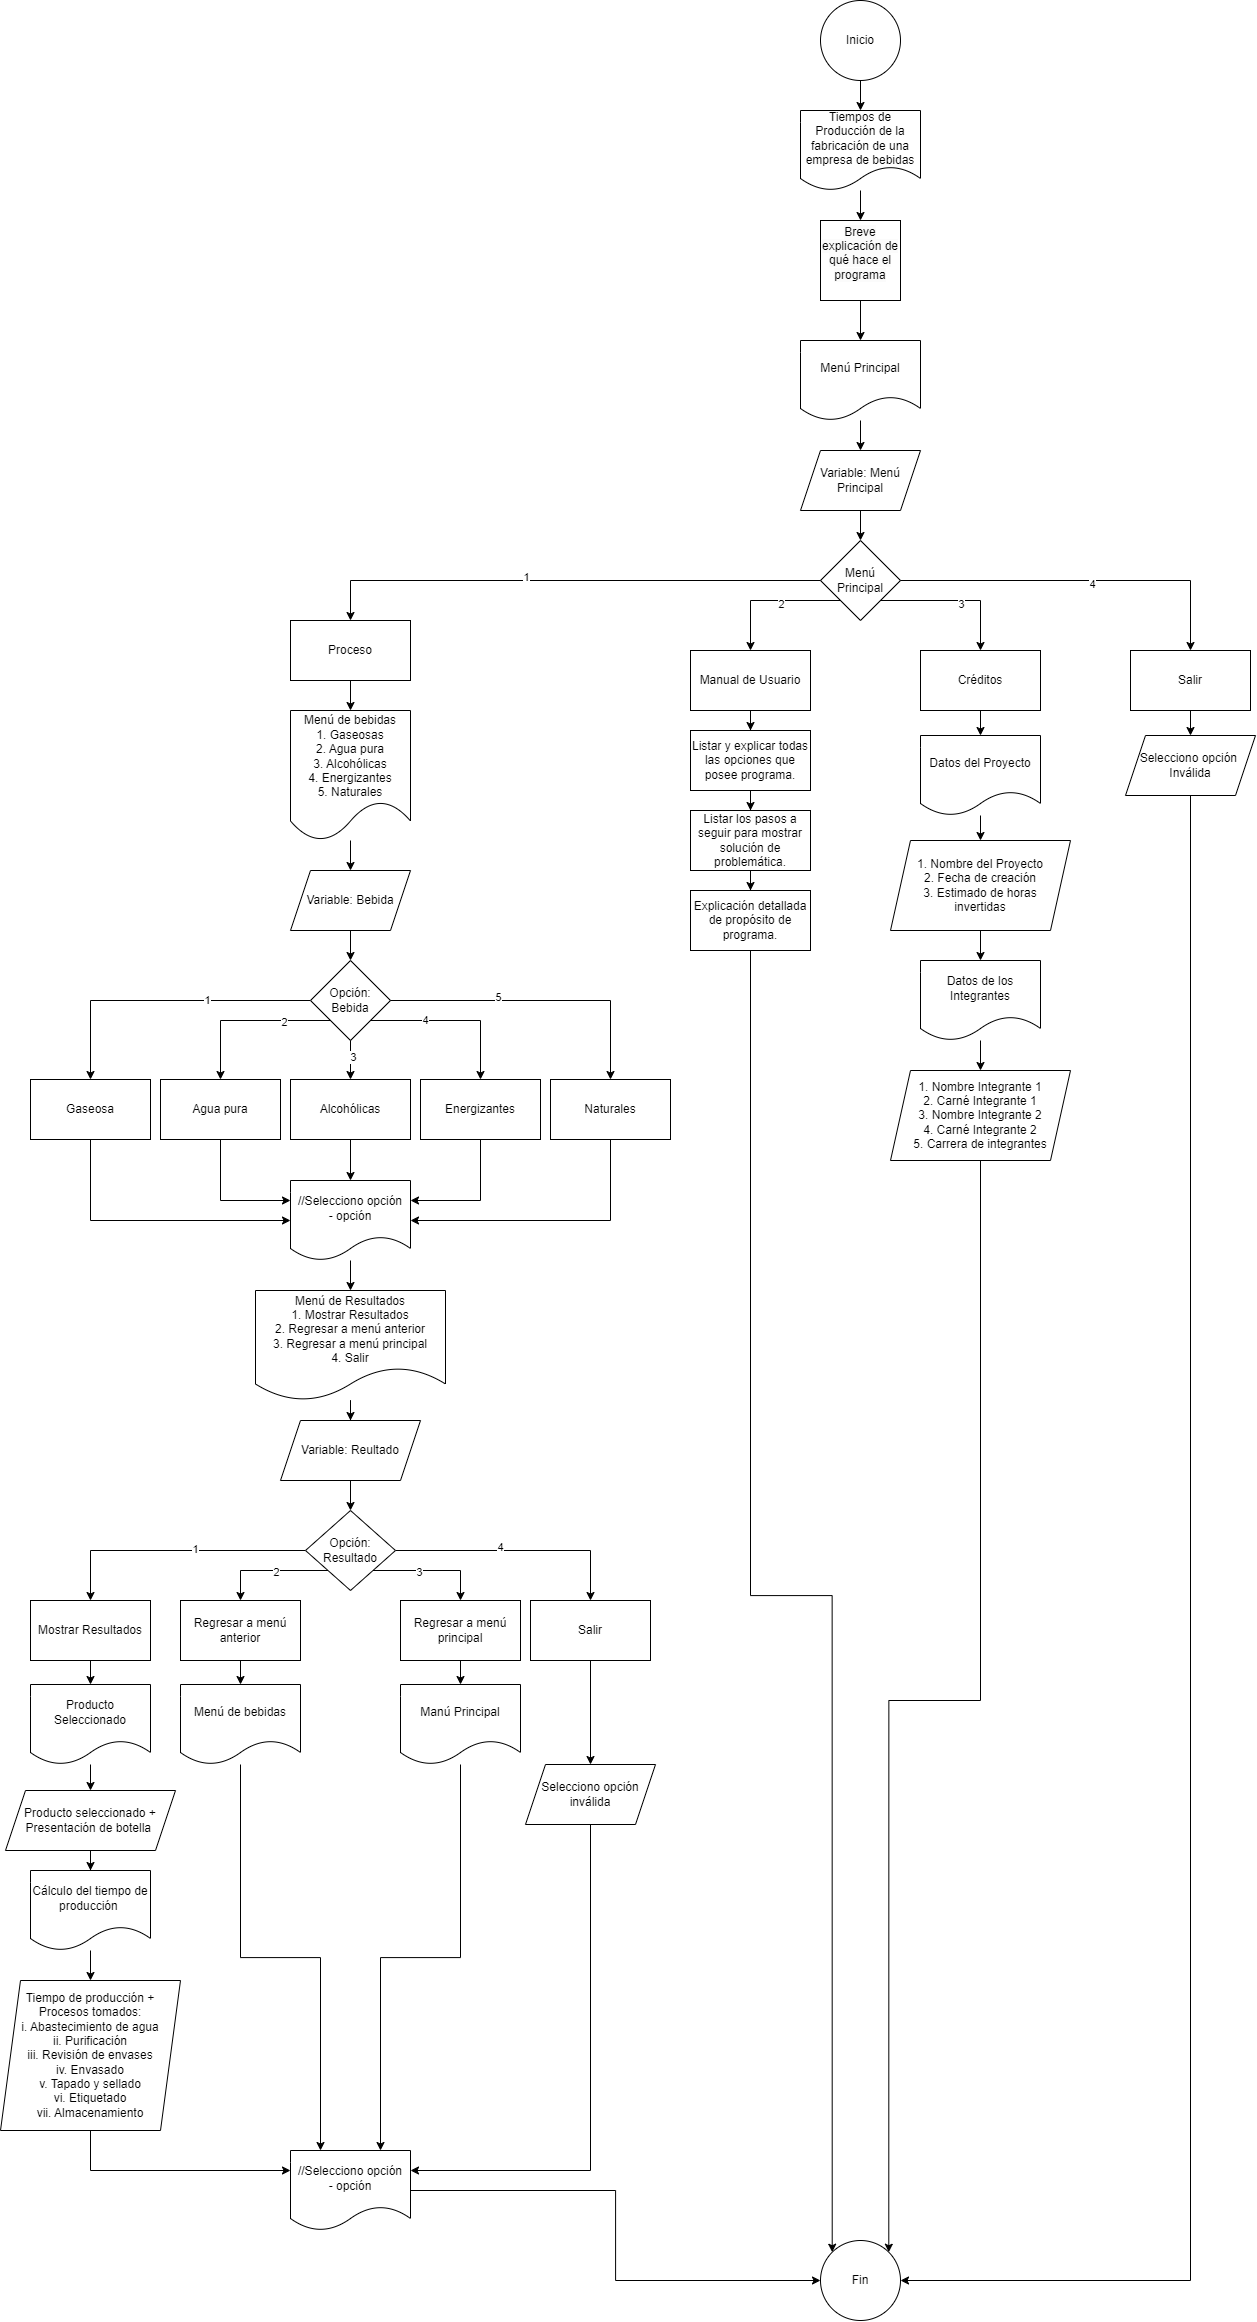 Inicio
Tiempos de
Producción de la
fabricación de una
empresa de bebidas
Breve
explicación de
qué hace el
programa
Menú Principal
Variable: Menú
Principal
Menú
Principal
1
2
3
4
Proceso
Menú de bebidas
1. Gaseosas
2. Agua pura
3. Alcohólicas
4. Energizantes
5. Naturales
Variable: Bebida
Opción:
Bebida
1
2
3
4
5
Gaseosa
Agua pura
Alcohólicas
Energizantes
Naturales
//Selecciono opción
- opción
Menú de Resultados
1. Mostrar Resultados
2. Regresar a menú anterior
3. Regresar a menú principal
4. Salir
Variable: Reultado
Opción:
Resultado
1
2
3
4
Mostrar Resultados
Producto
Seleccionado
Producto seleccionado +
Presentación de botella
Cálculo del tiempo de
producción
Tiempo de producción +
Procesos tomados:
i. Abastecimiento de agua
ii. Purificación
iii. Revisión de envases
iv. Envasado
v. Tapado y sellado
vi. Etiquetado
vii. Almacenamiento
Regresar a menú
anterior
Menú de bebidas
Regresar a menú
principal
Manú Principal
Salir
Selecciono opción
inválida
//Selecciono opción
- opción
Manual de Usuario
Listar y explicar todas
las opciones que
posee programa.
Listar los pasos a
seguir para mostrar
solución de
problemática.
Explicación detallada
de propósito de
programa.
Créditos
Datos del Proyecto
1. Nombre del Proyecto
2. Fecha de creación
3. Estimado de horas
invertidas
Datos de los
Integrantes
1. Nombre Integrante 1
2. Carné Integrante 1
3. Nombre Integrante 2
4. Carné Integrante 2
5. Carrera de integrantes
Salir
Selecciono opción
Inválida
Fin